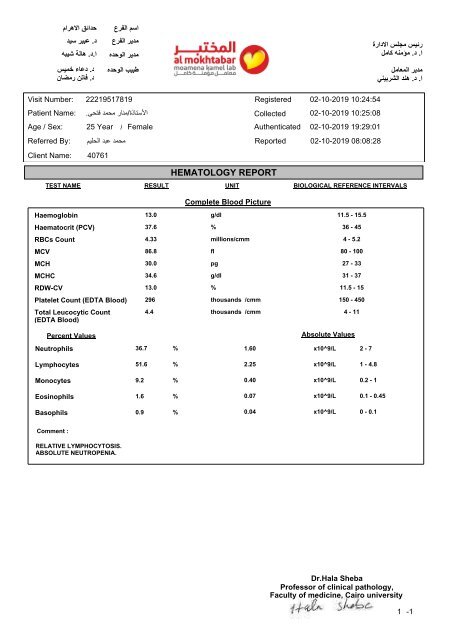 اسم الفرع حدائق الاهرام
مدير الفرع د. عبير سيد
مدير الوحده ا.د. هالة شيبه
طبيب الوحده د. دعاء خميس
د. فاتن رمضان
المختبر
al mokhtabar
moamena kamel lab
معامل مؤمنة كامل
رئيس مجلس الادارة
ا. د. مؤمنه كامل
مدير المعامل
ا. د. هند الشربيني
Visit Number: 22219517819 Registered 02-10-2019 10:24:54
Patient Name: الأستاذة/منار محمد فتحي. Collected 02-10-2019 10:25:08
Age / Sex: 25 Year / Female Authenticated 02-10-2019 19:29:01
Referred By: محمد عبد الحليم Reported 02-10-2019 08:08:28
Client Name: 40761
HEMATOLOGY REPORT
TEST NAME RESULT UNIT BIOLOGICAL REFERENCE INTERVALS
Complete Blood Picture
Haemoglobin 13.0 g/dl 11.5 - 15.5
Haematocrit (PCV) 37.6 % 36 - 45
RBCs Count 4.33 millions/cmm 4 - 5.2
MCV 86.8 fl 80 - 100
MCH 30.0 pg 27 - 33
MCHC 34.6 g/dl 31 - 37
RDW-CV 13.0 % 11.5 - 15
Platelet Count (EDTA Blood) 296 thousands /cmm 150 - 450
Total Leucocytic Count 4.4 thousands /cmm 4 - 11
(EDTA Blood)
Percent Values Absolute Values
Neutrophils 36.7 % 1.60 x10^9/L 2 - 7
Lymphocytes 51.6 % 2.25 x10^9/L 1 - 4.8
Monocytes 9.2 % 0.40 x10^9/L 0.2 - 1
Eosinophils 1.6 % 0.07 x10^9/L 0.1 - 0.45
Basophils 0.9 % 0.04 x10^9/L 0 - 0.1
Comment :
RELATIVE LYMPHOCYTOSIS.
ABSOLUTE NEUTROPENIA.
Dr.Hala Sheba
Professor of clinical pathology,
Faculty of medicine, Cairo university
Hala Sheba
1 -1